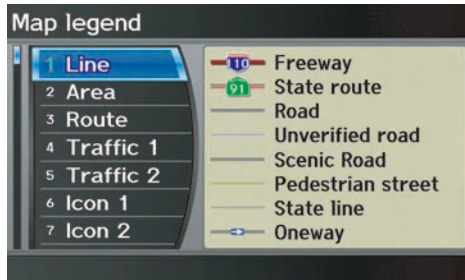 Map legend
1 Line
2 Area
3 Route
4 Traffic 1
5 Traffic 2
6 Icon 1
7 Icon 2
110 Freeway
91 State route
Road
Unverified road
Scenic Road
Pedestrian street
State line
Oneway